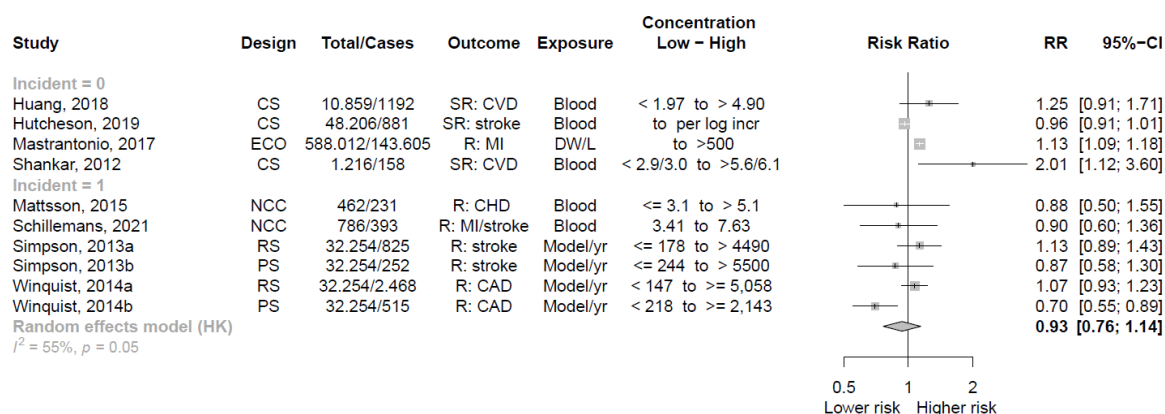 Concentration
Study Design Total/Cases Outcome Exposure Low − High Risk Ratio RR 95%−CI
Incident = 0
Huang, 2018 CS 10.859/1192 SR: CVD Blood < 1.97 to > 4.90 1.25 [0.91; 1.71]
Hutcheson, 2019 CS 48.206/881 SR: stroke Blood to per log incr 0.96 [0.91; 1.01]
Mastrantonio, 2017 ECO 588.012/143.605 R: MI DW/L to >500 1.13 [1.09; 1.18]
Shankar, 2012 CS 1.216/158 SR: CVD Blood < 2.9/3.0 to >5.6/6.1 2.01 [1.12; 3.60]
Incident = 1
Mattsson, 2015 NCC 462/231 R: CHD Blood <= 3.1 to > 5.1 0.88 [0.50; 1.55]
Schillemans, 2021 NCC 786/393 R: MI/stroke Blood 3.41 to 7.63 0.90 [0.60; 1.36]
Simpson, 2013a RS 32.254/825 R: stroke Model/yr <= 178 to > 4490 1.13 [0.89; 1.43]
Simpson, 2013b PS 32.254/252 R: stroke Model/yr <= 244 to > 5500 0.87 [0.58; 1.30]
Winquist, 2014a RS 32.254/2.468 R: CAD Model/yr < 147 to >= 5,058 1.07 [0.93; 1.23]
Winquist, 2014b PS 32.254/515 R: CAD Model/yr < 218 to >= 2,143 0.70 [0.55; 0.89]
Random effects model (HK) 0.93 [0.76; 1.14]
I² = 55%, p = 0.05
0.5 1 2
Lower risk Higher risk